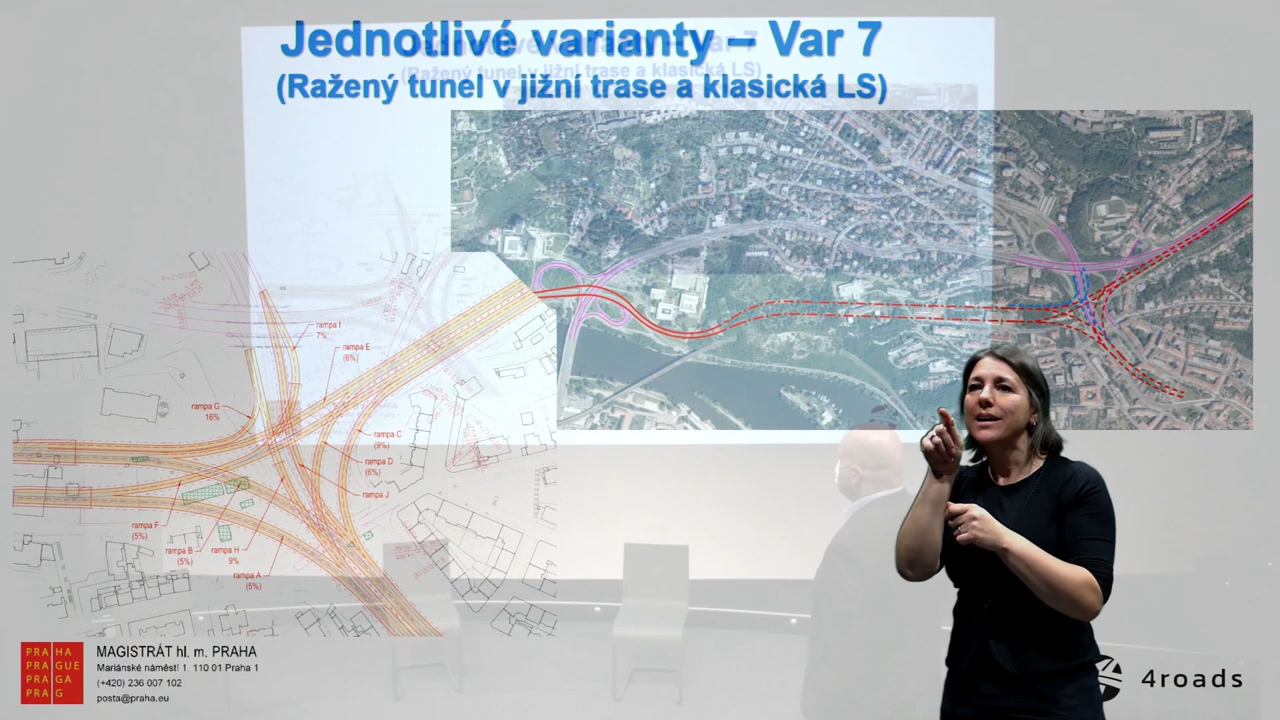 Jednotlivé varianty – Var 7
(Ražený tunel v jižní trase a klasická LS)
rampa I
7%
rampa E
(6%)
rampa G
16%
rampa C
(9%)
rampa D
(6%)
rampa J
rampa F
(5%)
rampa B
(5%)
rampa H
9%
rampa A
(5%)
PRA HA
PRA GUE
PRA GA
PRA G
MAGISTRÁT hl. m. PRAHA
Mariánské náměstí 1, 110 01 Praha 1
(+420) 236 007 102
posta@praha.eu
4roads